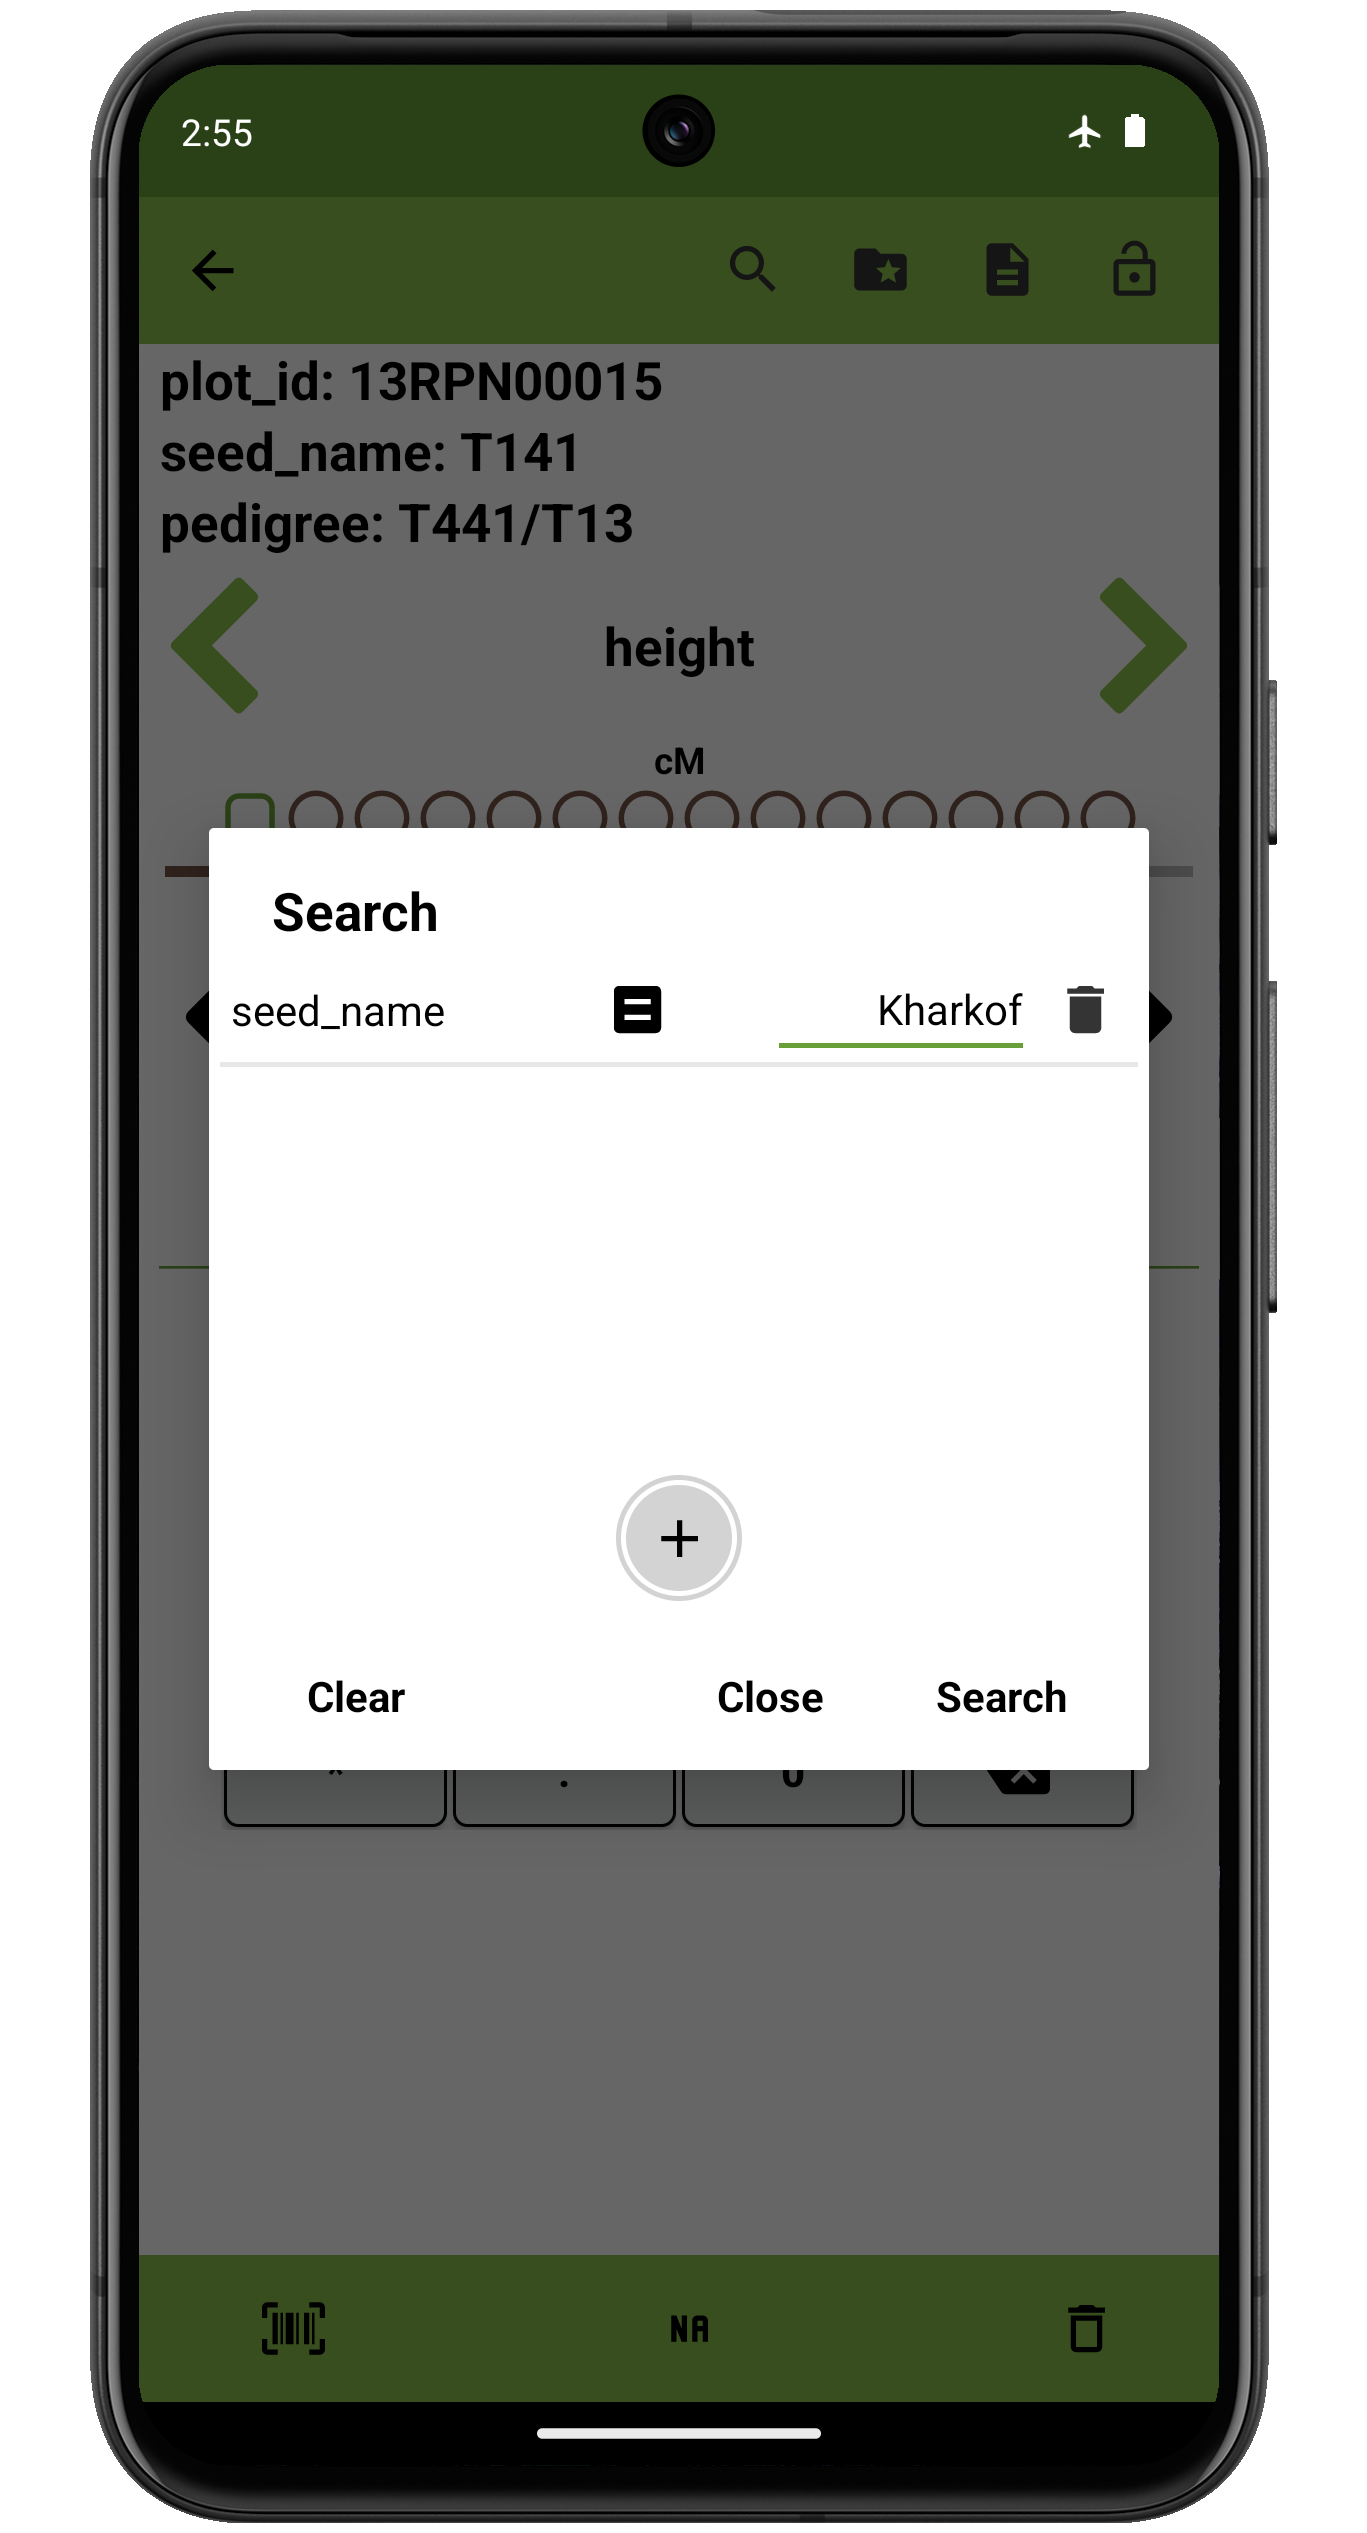 2:55
plot_id: 13RPN00015
seed_name: T141
pedigree: T441/T13
height
cM
Search
seed_name = Kharkof
+
Clear Close Search
NA